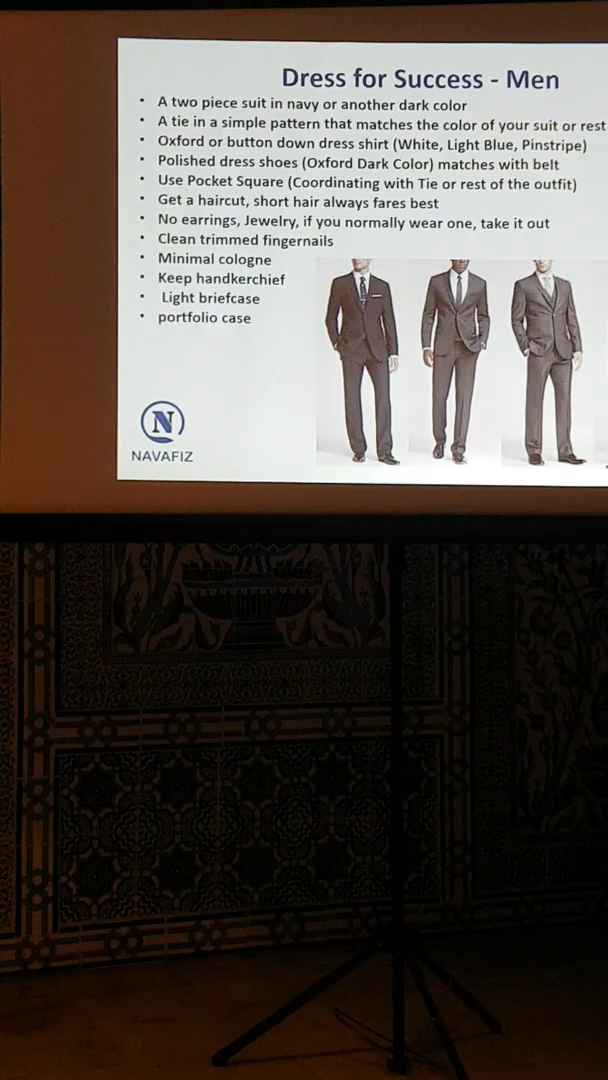 Dress for Success - Men
• A two piece suit in navy or another dark color
• A tie in a simple pattern that matches the color of your suit or rest
• Oxford or button down dress shirt (White, Light Blue, Pinstripe)
• Polished dress shoes (Oxford Dark Color) matches with belt
• Use Pocket Square (Coordinating with Tie or rest of the outfit)
• Get a haircut, short hair always fares best
• No earrings, Jewelry, if you normally wear one, take it out
• Clean trimmed fingernails
• Minimal cologne
• Keep handkerchief
• Light briefcase
• portfolio case
N
NAVAFIZ